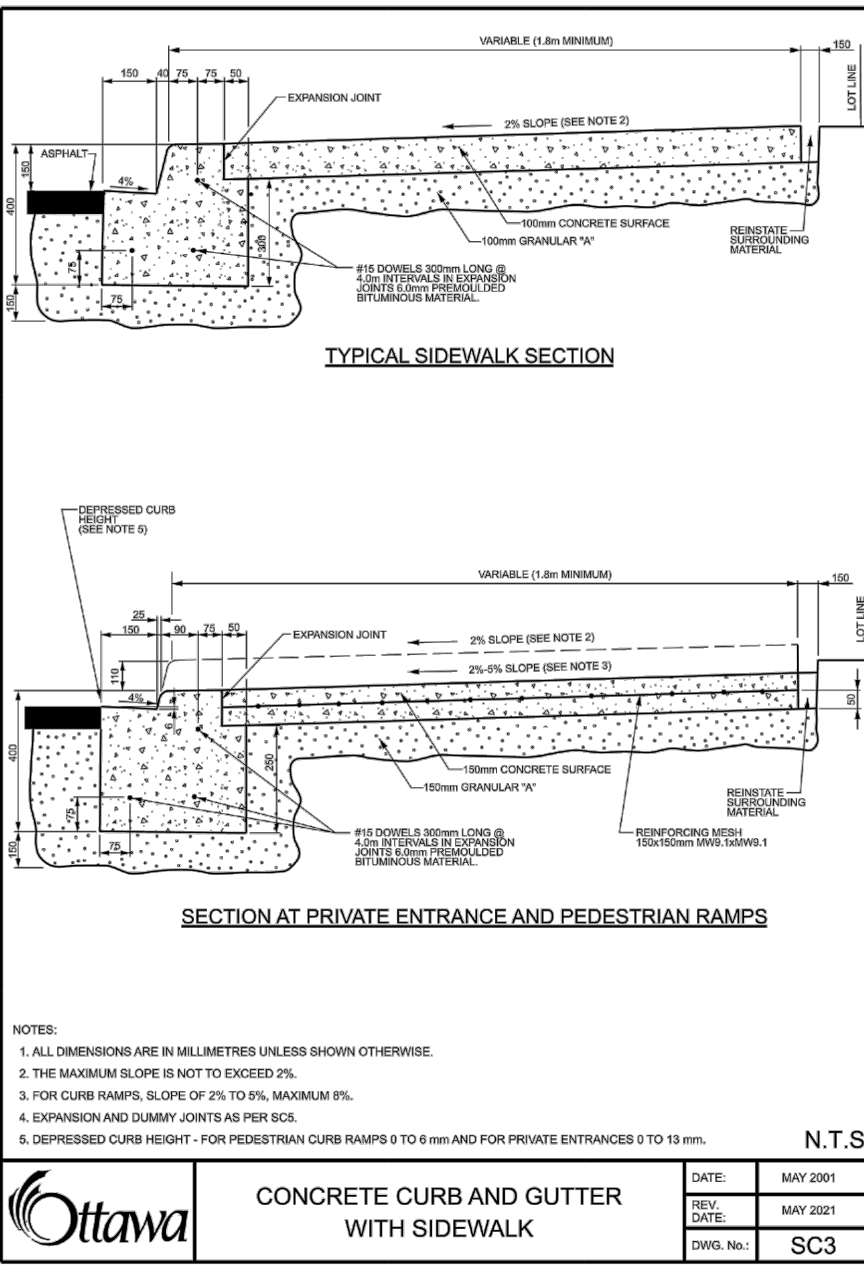 VARIABLE (1.8m MINIMUM)
150
LOT LINE
150
40
75
75
50
EXPANSION JOINT
2% SLOPE (SEE NOTE 2)
ASPHALT
150
4%
400
300
75
75
150
100mm CONCRETE SURFACE
100mm GRANULAR "A"
REINSTATE
SURROUNDING
MATERIAL
#15 DOWELS 300mm LONG @
4.0m INTERVALS IN EXPANSION
JOINTS 6.0mm PREMOULDED
BITUMINOUS MATERIAL.
TYPICAL SIDEWALK SECTION
DEPRESSED CURB
HEIGHT
(SEE NOTE 5)
VARIABLE (1.8m MINIMUM)
150
LOT LINE
25
150
90
75
50
EXPANSION JOINT
2% SLOPE (SEE NOTE 2)
2%-5% SLOPE (SEE NOTE 3)
110
4%
6
50
400
250
75
75
150
150mm CONCRETE SURFACE
150mm GRANULAR "A"
REINSTATE
SURROUNDING
MATERIAL
#15 DOWELS 300mm LONG @
4.0m INTERVALS IN EXPANSION
JOINTS 6.0mm PREMOULDED
BITUMINOUS MATERIAL.
REINFORCING MESH
150x150mm MW9.1xMW9.1
SECTION AT PRIVATE ENTRANCE AND PEDESTRIAN RAMPS
NOTES:
1. ALL DIMENSIONS ARE IN MILLIMETRES UNLESS SHOWN OTHERWISE.
2. THE MAXIMUM SLOPE IS NOT TO EXCEED 2%.
3. FOR CURB RAMPS, SLOPE OF 2% TO 5%, MAXIMUM 8%.
4. EXPANSION AND DUMMY JOINTS AS PER SC5.
5. DEPRESSED CURB HEIGHT - FOR PEDESTRIAN CURB RAMPS 0 TO 6 mm AND FOR PRIVATE ENTRANCES 0 TO 13 mm.
N.T.S
Ottawa
CONCRETE CURB AND GUTTER
WITH SIDEWALK
DATE:
MAY 2001
REV.
DATE:
MAY 2021
DWG. No.:
SC3